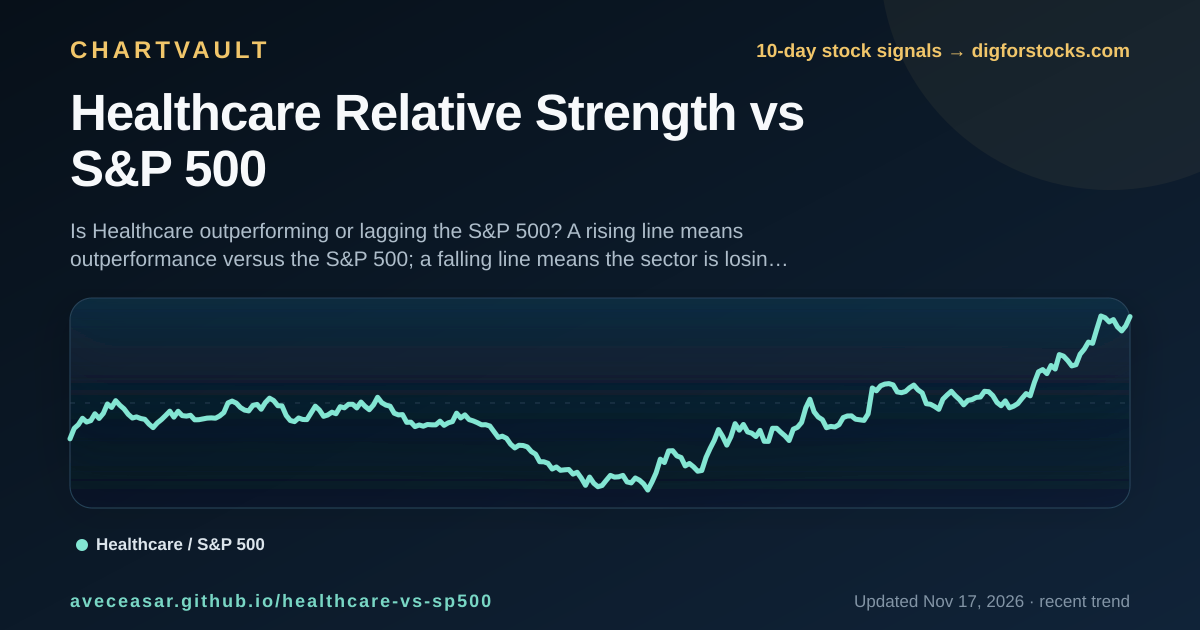 CHARTVAULT
10-day stock signals → digforstocks.com
Healthcare Relative Strength vs
S&P 500
Is Healthcare outperforming or lagging the S&P 500? A rising line means
outperformance versus the S&P 500; a falling line means the sector is losin…
Healthcare / S&P 500
aveceasar.github.io/healthcare-vs-sp500
Updated Nov 17, 2026 · recent trend